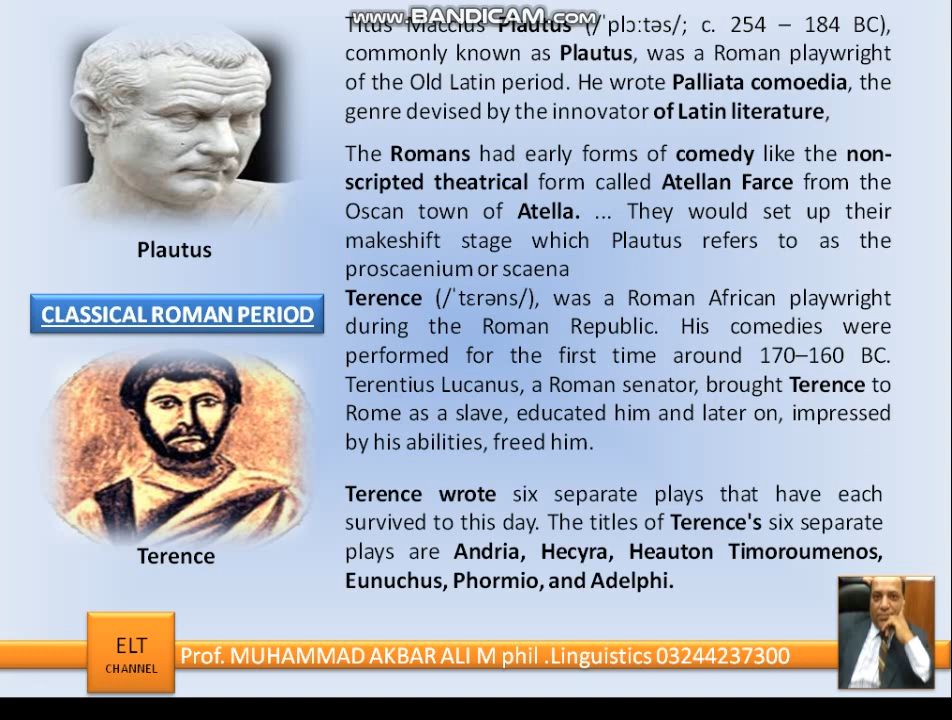 www.BANDICAM.com
Titus Maccius Plautus (/ˈplɔːtəs/; c. 254 – 184 BC),
commonly known as Plautus, was a Roman playwright
of the Old Latin period. He wrote Palliata comoedia, the
genre devised by the innovator of Latin literature,
The Romans had early forms of comedy like the non-
scripted theatrical form called Atellan Farce from the
Oscan town of Atella. ... They would set up their
makeshift stage which Plautus refers to as the
proscaenium or scaena
Plautus
CLASSICAL ROMAN PERIOD
Terence (/ˈtɛrəns/), was a Roman African playwright
during the Roman Republic. His comedies were
performed for the first time around 170–160 BC.
Terentius Lucanus, a Roman senator, brought Terence to
Rome as a slave, educated him and later on, impressed
by his abilities, freed him.
Terence wrote six separate plays that have each
survived to this day. The titles of Terence's six separate
plays are Andria, Hecyra, Heauton Timoroumenos,
Eunuchus, Phormio, and Adelphi.
Terence
ELT
CHANNEL
Prof. MUHAMMAD AKBAR ALI M phil .Linguistics 03244237300